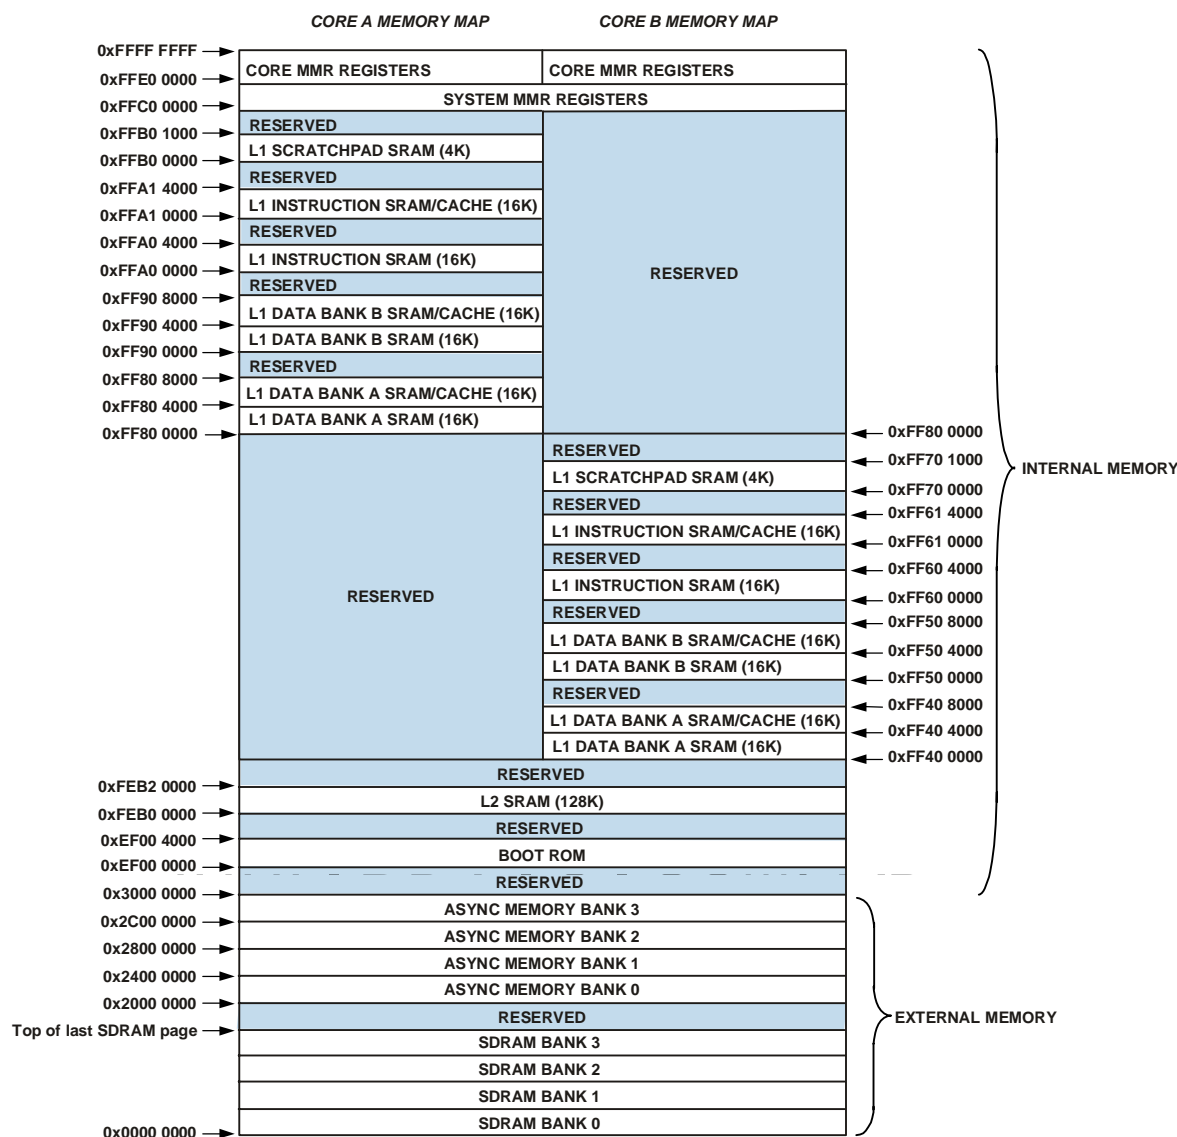 CORE A MEMORY MAP CORE B MEMORY MAP
0xFFFF FFFF
CORE MMR REGISTERS CORE MMR REGISTERS
0xFFE0 0000
SYSTEM MMR REGISTERS
0xFFC0 0000
RESERVED
0xFFB0 1000
L1 SCRATCHPAD SRAM (4K)
0xFFB0 0000
RESERVED
0xFFA1 4000
L1 INSTRUCTION SRAM/CACHE (16K)
0xFFA1 0000
RESERVED
0xFFA0 4000
L1 INSTRUCTION SRAM (16K)
RESERVED
0xFFA0 0000
RESERVED
0xFF90 8000
L1 DATA BANK B SRAM/CACHE (16K)
0xFF90 4000
L1 DATA BANK B SRAM (16K)
0xFF90 0000
RESERVED
0xFF80 8000
L1 DATA BANK A SRAM/CACHE (16K)
0xFF80 4000
L1 DATA BANK A SRAM (16K)
0xFF80 0000 0xFF80 0000
RESERVED
0xFF70 1000
INTERNAL MEMORY
L1 SCRATCHPAD SRAM (4K)
0xFF70 0000
RESERVED
0xFF61 4000
L1 INSTRUCTION SRAM/CACHE (16K)
0xFF61 0000
RESERVED
0xFF60 4000
L1 INSTRUCTION SRAM (16K)
RESERVED
0xFF60 0000
RESERVED
0xFF50 8000
L1 DATA BANK B SRAM/CACHE (16K)
0xFF50 4000
L1 DATA BANK B SRAM (16K)
0xFF50 0000
RESERVED
0xFF40 8000
L1 DATA BANK A SRAM/CACHE (16K)
0xFF40 4000
L1 DATA BANK A SRAM (16K)
0xFF40 0000
RESERVED
0xFEB2 0000
L2 SRAM (128K)
0xFEB0 0000
RESERVED
0xEF00 4000
BOOT ROM
0xEF00 0000
RESERVED
0x3000 0000
ASYNC MEMORY BANK 3
0x2C00 0000
ASYNC MEMORY BANK 2
0x2800 0000
ASYNC MEMORY BANK 1
0x2400 0000
ASYNC MEMORY BANK 0
0x2000 0000
RESERVED
EXTERNAL MEMORY
Top of last SDRAM page
SDRAM BANK 3
SDRAM BANK 2
SDRAM BANK 1
SDRAM BANK 0
0x0000 0000